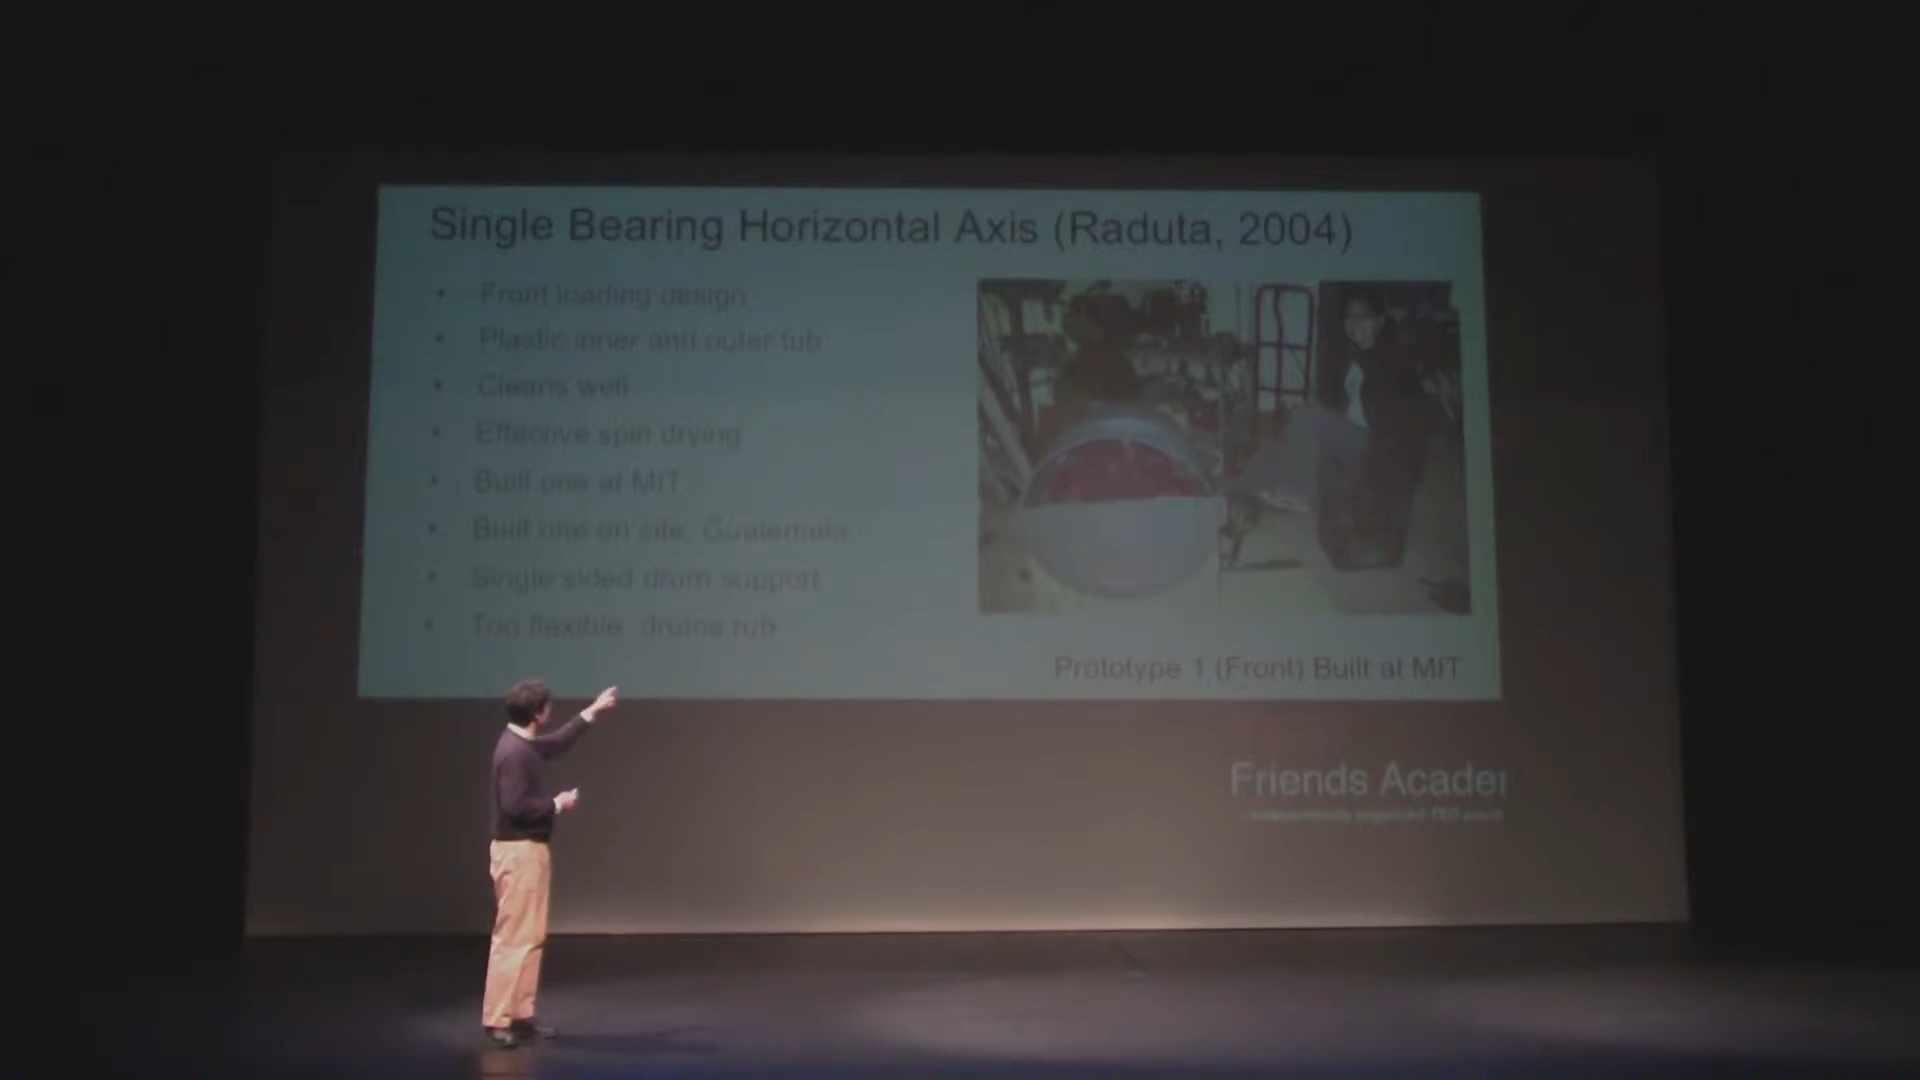 Single Bearing Horizontal Axis (Raduta, 2004)
• Front loading design
• Plastic inner and outer tub
• Cleans well
• Effective spin drying
• Built one at MIT
• Built one on site, Guatemala
• Single sided drum support
• Too flexible drums rub
Prototype 1 (Front) Built at MIT
Friends Acade